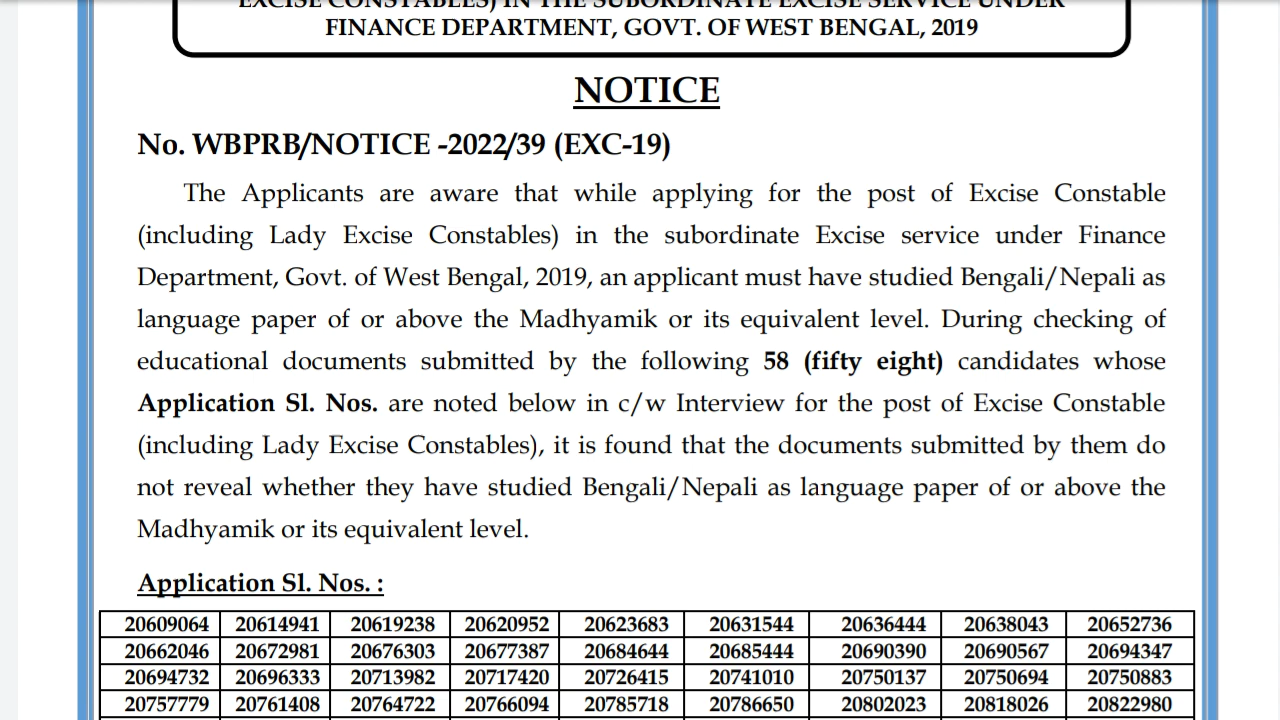 EXCISE CONSTABLES) IN THE SUBORDINATE EXCISE SERVICE UNDER
FINANCE DEPARTMENT, GOVT. OF WEST BENGAL, 2019
NOTICE
No. WBPRB/NOTICE -2022/39 (EXC-19)
The Applicants are aware that while applying for the post of Excise Constable
(including Lady Excise Constables) in the subordinate Excise service under Finance
Department, Govt. of West Bengal, 2019, an applicant must have studied Bengali/Nepali as
language paper of or above the Madhyamik or its equivalent level. During checking of
educational documents submitted by the following 58 (fifty eight) candidates whose
Application Sl. Nos. are noted below in c/w Interview for the post of Excise Constable
(including Lady Excise Constables), it is found that the documents submitted by them do
not reveal whether they have studied Bengali/Nepali as language paper of or above the
Madhyamik or its equivalent level.
Application Sl. Nos. :
20609064 20614941 20619238 20620952 20623683 20631544 20636444 20638043 20652736
20662046 20672981 20676303 20677387 20684644 20685444 20690390 20690567 20694347
20694732 20696333 20713982 20717420 20726415 20741010 20750137 20750694 20750883
20757779 20761408 20764722 20766094 20785718 20786650 20802023 20818026 20822980